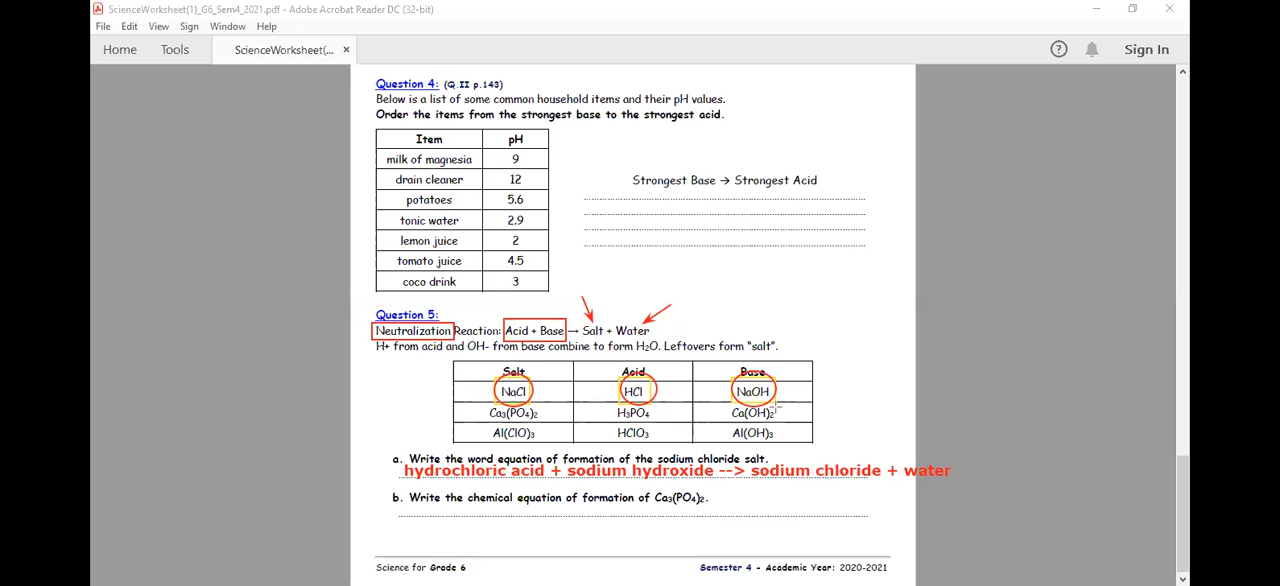 ScienceWorksheet(1)_G6_Sem4_2021.pdf - Adobe Acrobat Reader DC (32-bit)
File Edit View Sign Window Help
Home Tools ScienceWorksheet(... × ? Sign In
Question 4: (Q.II p.143)
Below is a list of some common household items and their pH values.
Order the items from the strongest base to the strongest acid.
Item pH
milk of magnesia 9
drain cleaner 12
potatoes 5.6
tonic water 2.9
lemon juice 2
tomato juice 4.5
coco drink 3
Strongest Base → Strongest Acid
Question 5:
Neutralization Reaction: Acid + Base → Salt + Water
H+ from acid and OH- from base combine to form H₂O. Leftovers form "salt".
Salt Acid Base
NaCl HCl NaOH
Ca₃(PO₄)₂ H₃PO₄ Ca(OH)₂
Al(ClO)₃ HClO₃ Al(OH)₃
a. Write the word equation of formation of the sodium chloride salt.
hydrochloric acid + sodium hydroxide --> sodium chloride + water
b. Write the chemical equation of formation of Ca₃(PO₄)₂.
Science for Grade 6 Semester 4 - Academic Year: 2020-2021